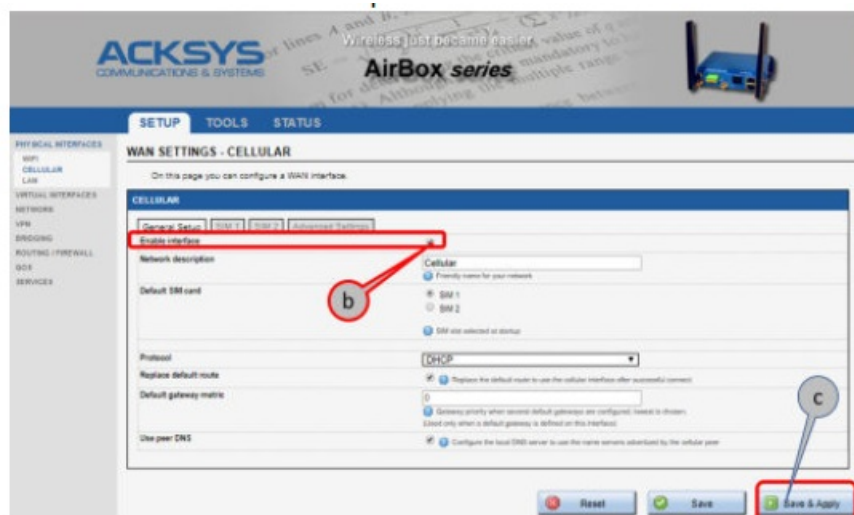 ACKSYS
COMMUNICATIONS & SYSTEMS
Wireless just became easier
AirBox series
SETUP TOOLS STATUS
PHYSICAL INTERFACES
WIFI
CELLULAR
LAN
VIRTUAL INTERFACES
NETWORK
VPN
BRIDGING
ROUTING / FIREWALL
QOS
SERVICES
WAN SETTINGS - CELLULAR
On this page you can configure a WAN interface.
CELLULAR
General Setup SIM 1 SIM 2 Advanced Settings
Enable interface
b
Network description Cellular
Friendly name for your network
Default SIM card SIM 1
SIM 2
SIM slot selected at startup
Protocol DHCP
Replace default route Replace the default route to use the cellular interface after successful connect
Default gateway metric 0
Gateway priority when several default gateways are configured, lowest is chosen.
(Used only when a default gateway is defined on this interface)
Use peer DNS Configure the local DNS server to use the name servers advertized by the cellular peer
c
Reset Save Save & Apply